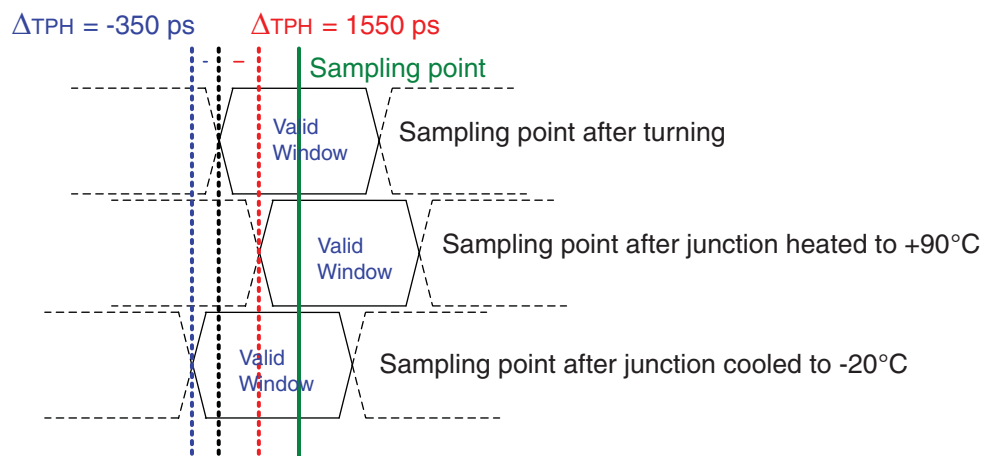 ΔTPH = -350 ps
ΔTPH = 1550 ps
- –
Sampling point
Valid
Window
Sampling point after turning
Valid
Window
Sampling point after junction heated to +90°C
Valid
Window
Sampling point after junction cooled to -20°C